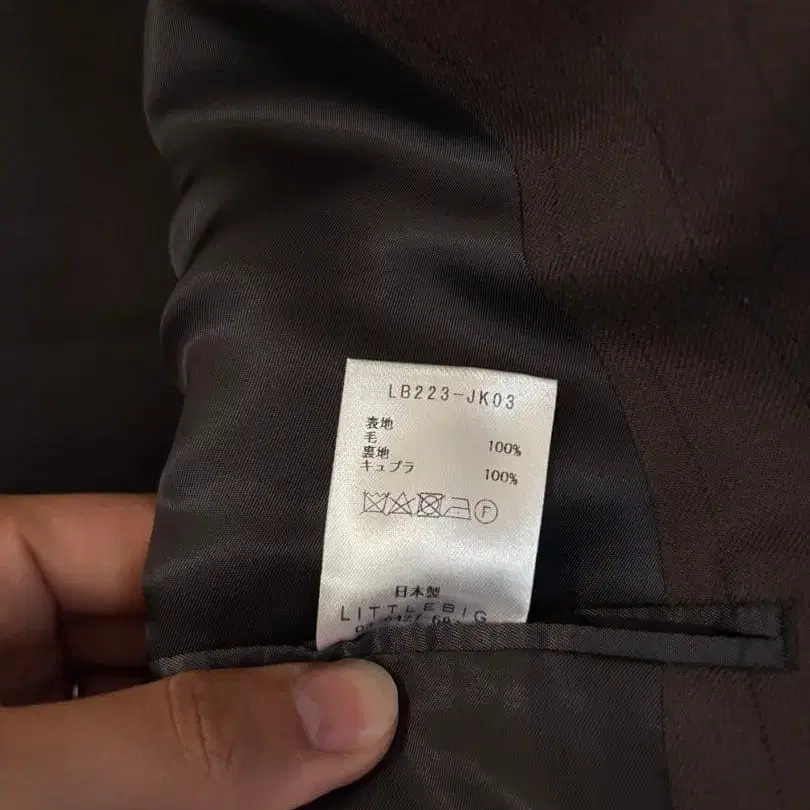 LB223-JK03
表地
毛 100%
裏地
キュプラ 100%
F
日本製
LITTLEBIG